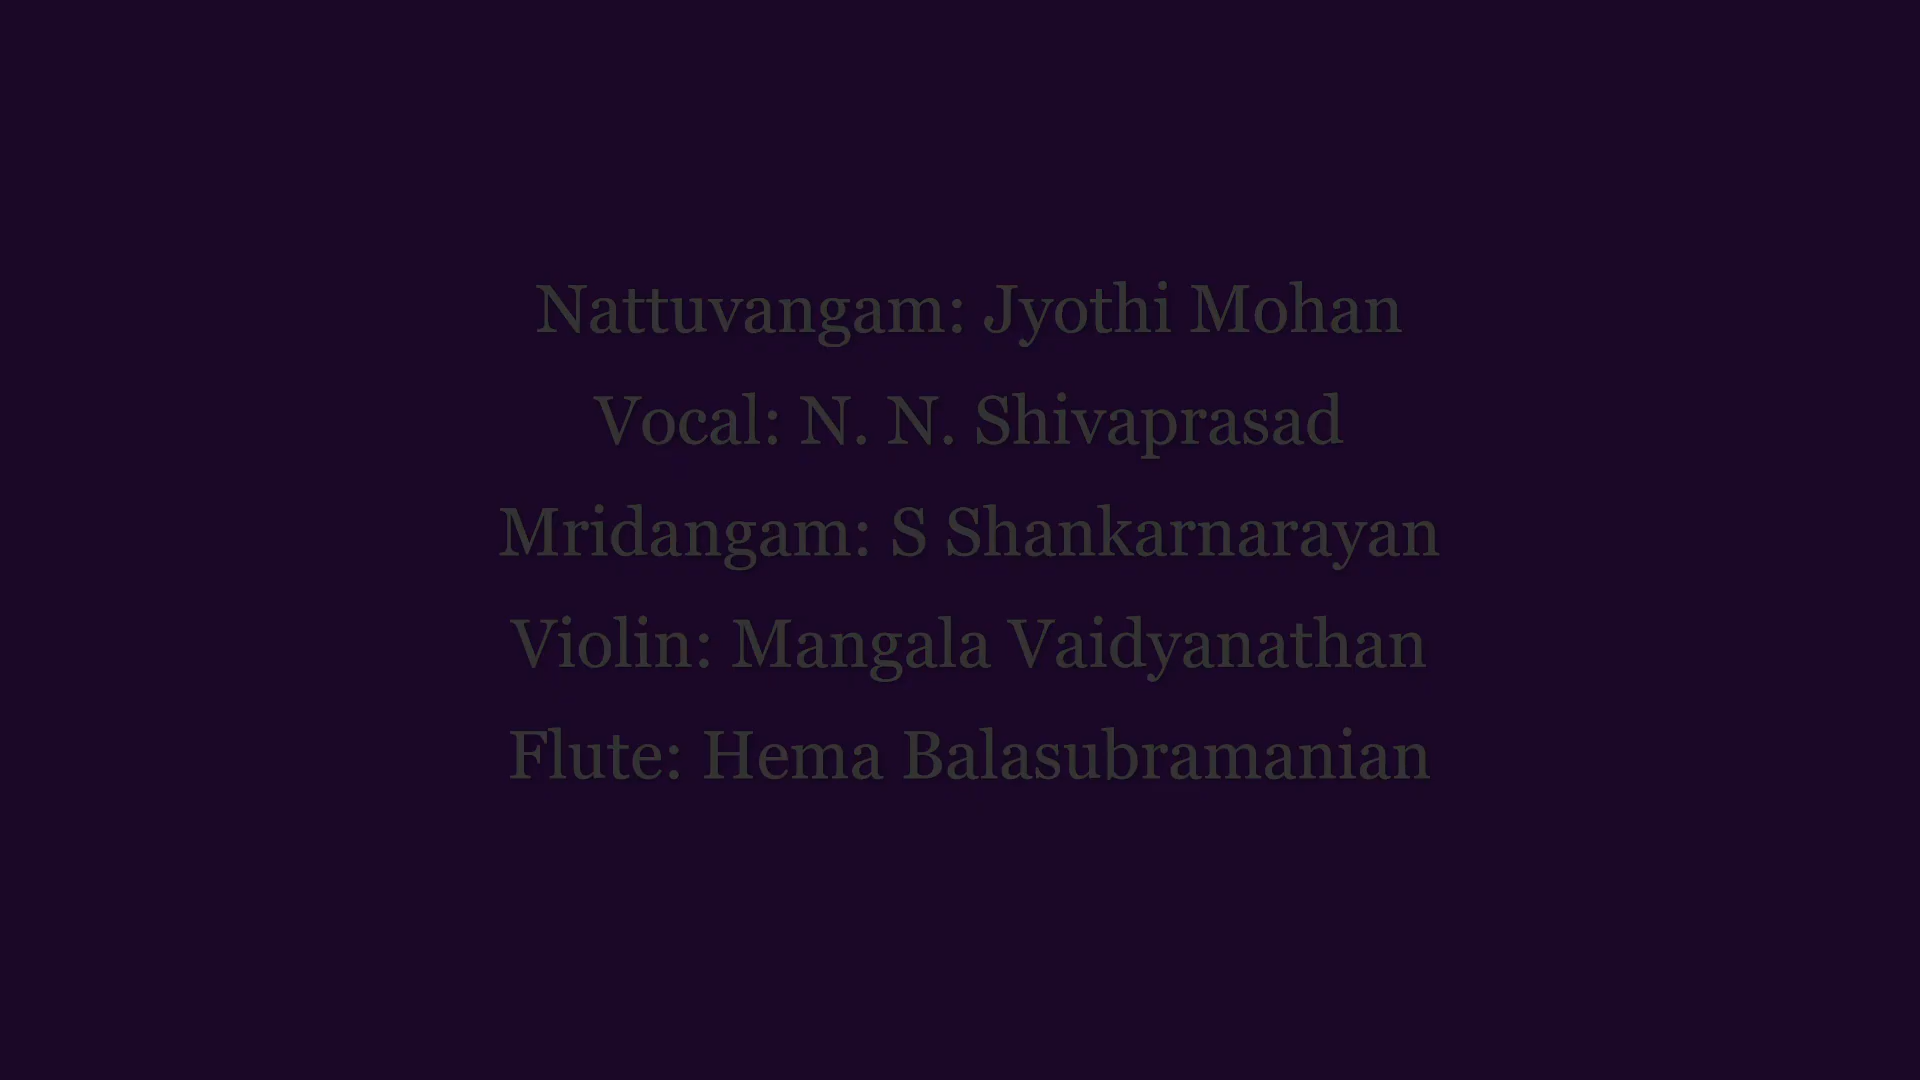 Nattuvangam: Jyothi Mohan
Vocal: N. N. Shivaprasad
Mridangam: S Shankarnarayan
Violin: Mangala Vaidyanathan
Flute: Hema Balasubramanian